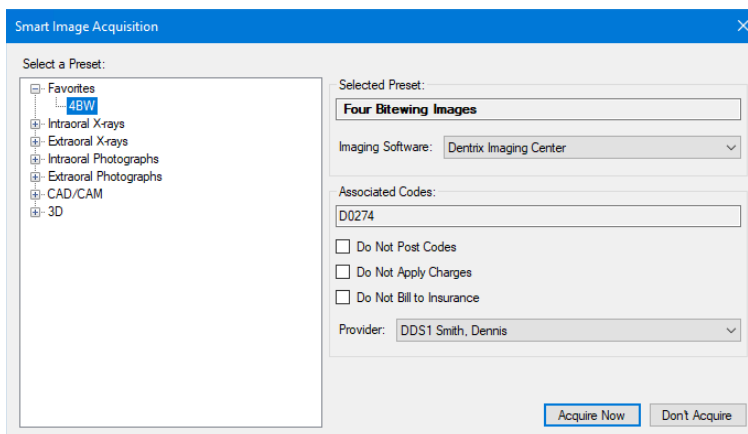 Smart Image Acquisition
Select a Preset:
Favorites
4BW
Intraoral X-rays
Extraoral X-rays
Intraoral Photographs
Extraoral Photographs
CAD/CAM
3D
Selected Preset:
Four Bitewing Images
Imaging Software: Dentrix Imaging Center
Associated Codes:
D0274
Do Not Post Codes
Do Not Apply Charges
Do Not Bill to Insurance
Provider: DDS1 Smith, Dennis
Acquire Now Don't Acquire